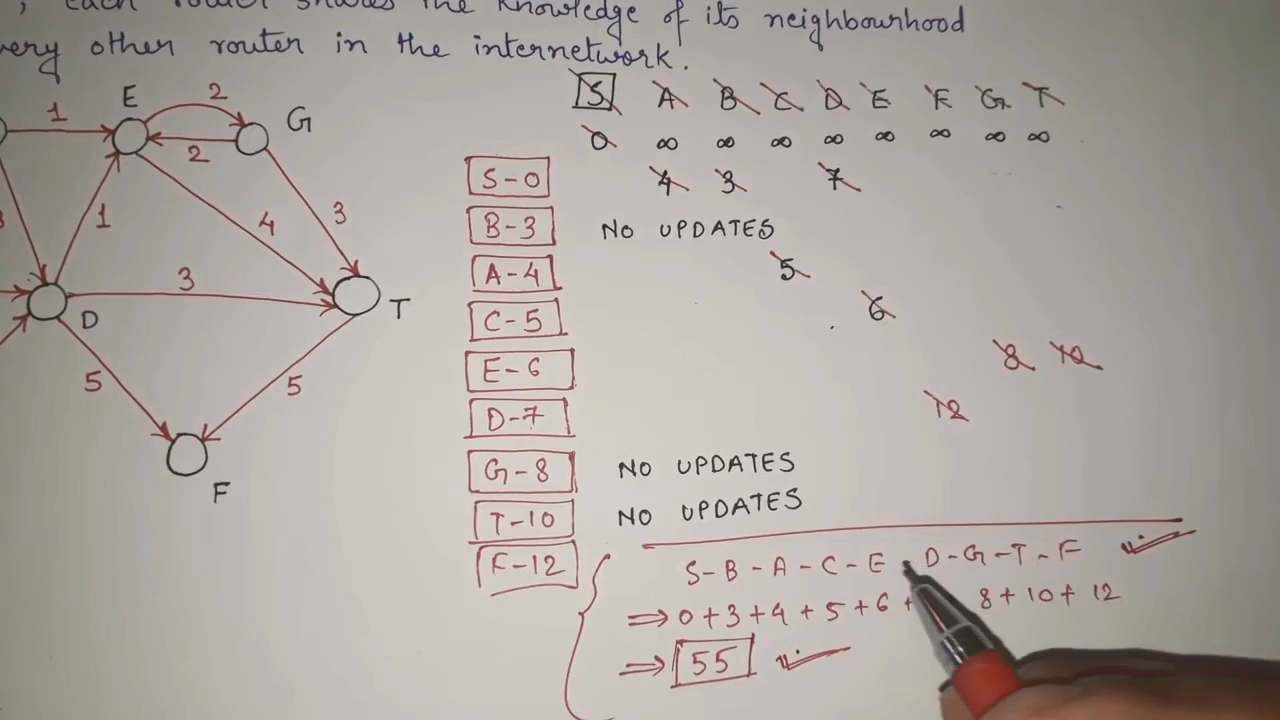 , each router shares the knowledge of its neighbourhood
very other router in the internetwork.
E 2 G
1
2
1
4
3
3
D
T
5
5
F
S A B C D E F G T
0 ∞ ∞ ∞ ∞ ∞ ∞ ∞ ∞
S-0 4 3 7
B-3 NO UPDATES
A-4 5
C-5 6
E-6 8 10
D-7 12
G-8 NO UPDATES
T-10 NO UPDATES
F-12
S-B-A-C-E-D-G-T-F
⇒ 0+3+4+5+6+ 8+10+12
⇒ 55